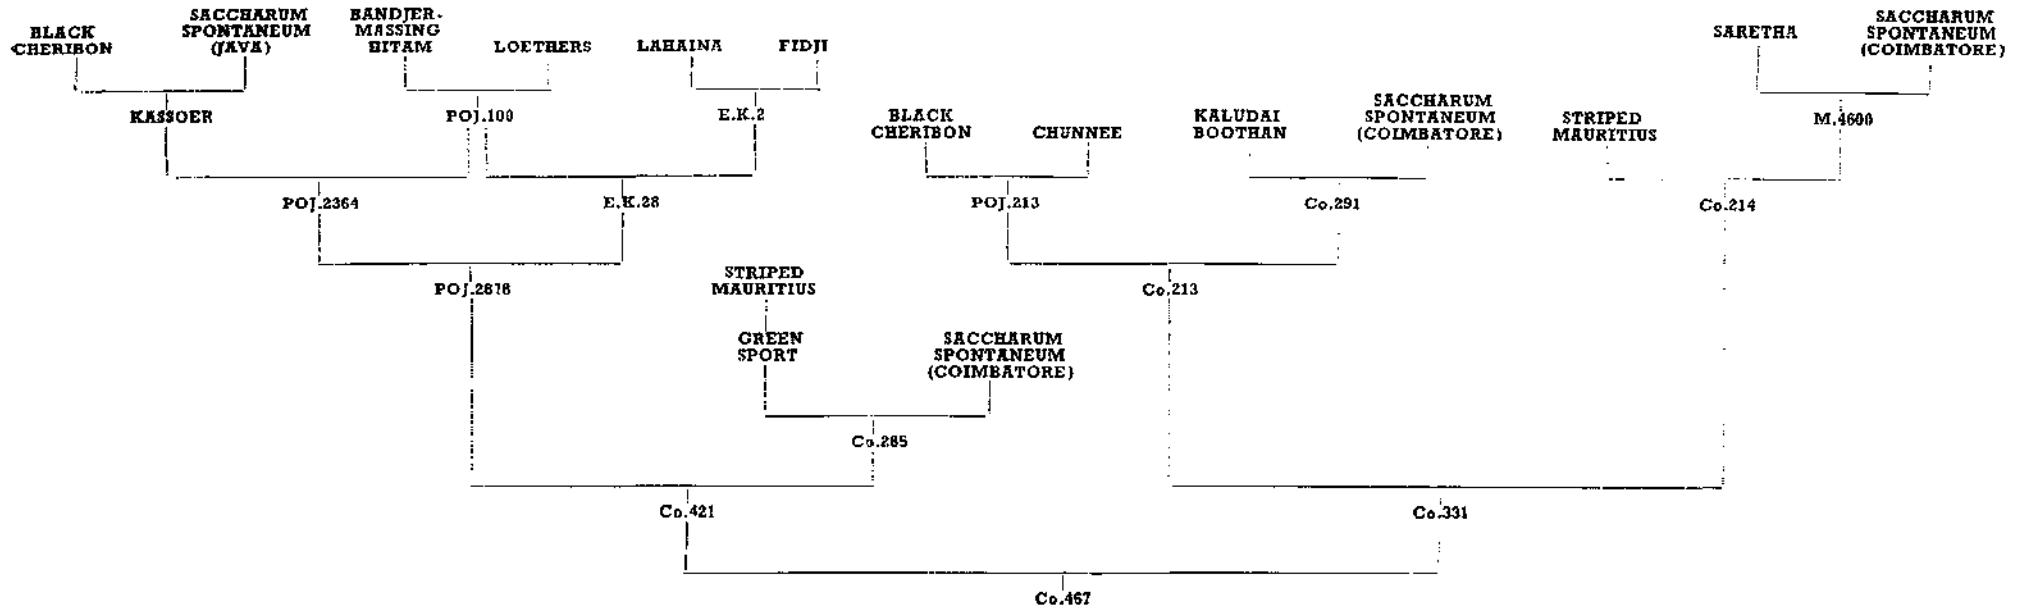 BLACK
CHERIBON
SACCHARUM
SPONTANEUM
(JAVA)
BANDJER-
MASSING
HITAM
LOETHERS
LAHAINA
FIDJI
SARETHA
SACCHARUM
SPONTANEUM
(COIMBATORE)
KASSOER
POJ.100
E.K.2
BLACK
CHERIBON
CHUNNEE
KALUDAI
BOOTHAN
SACCHARUM
SPONTANEUM
(COIMBATORE)
STRIPED
MAURITIUS
M.4600
POJ.2364
E.K.28
POJ.213
Co.291
Co.214
POJ.2878
STRIPED
MAURITIUS
Co.213
GREEN
SPORT
SACCHARUM
SPONTANEUM
(COIMBATORE)
Co.285
Co.421
Co.331
Co.467